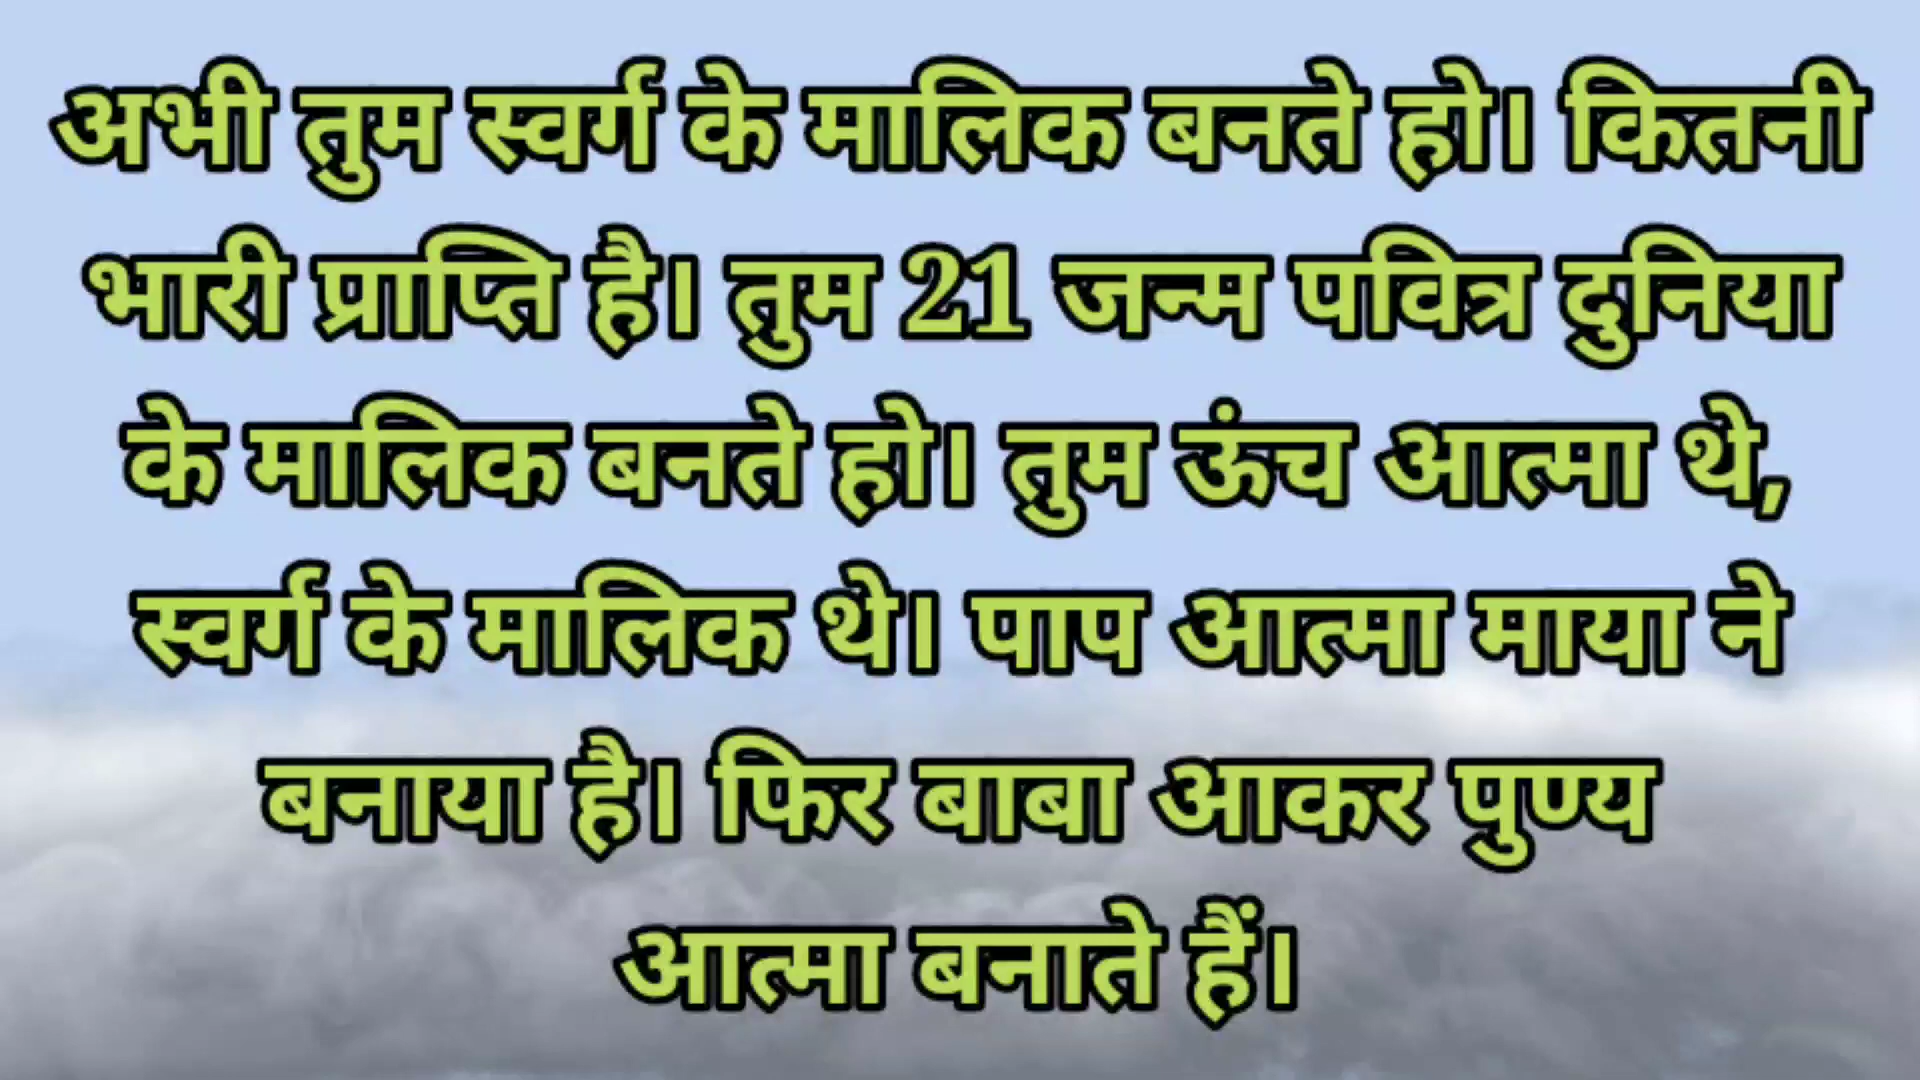 अभी तुम स्वर्ग के मालिक बनते हो। कितनी
भारी प्राप्ति है। तुम 21 जन्म पवित्र दुनिया
के मालिक बनते हो। तुम ऊंच आत्मा थे,
स्वर्ग के मालिक थे। पाप आत्मा माया ने
बनाया है। फिर बाबा आकर पुण्य
आत्मा बनाते हैं।